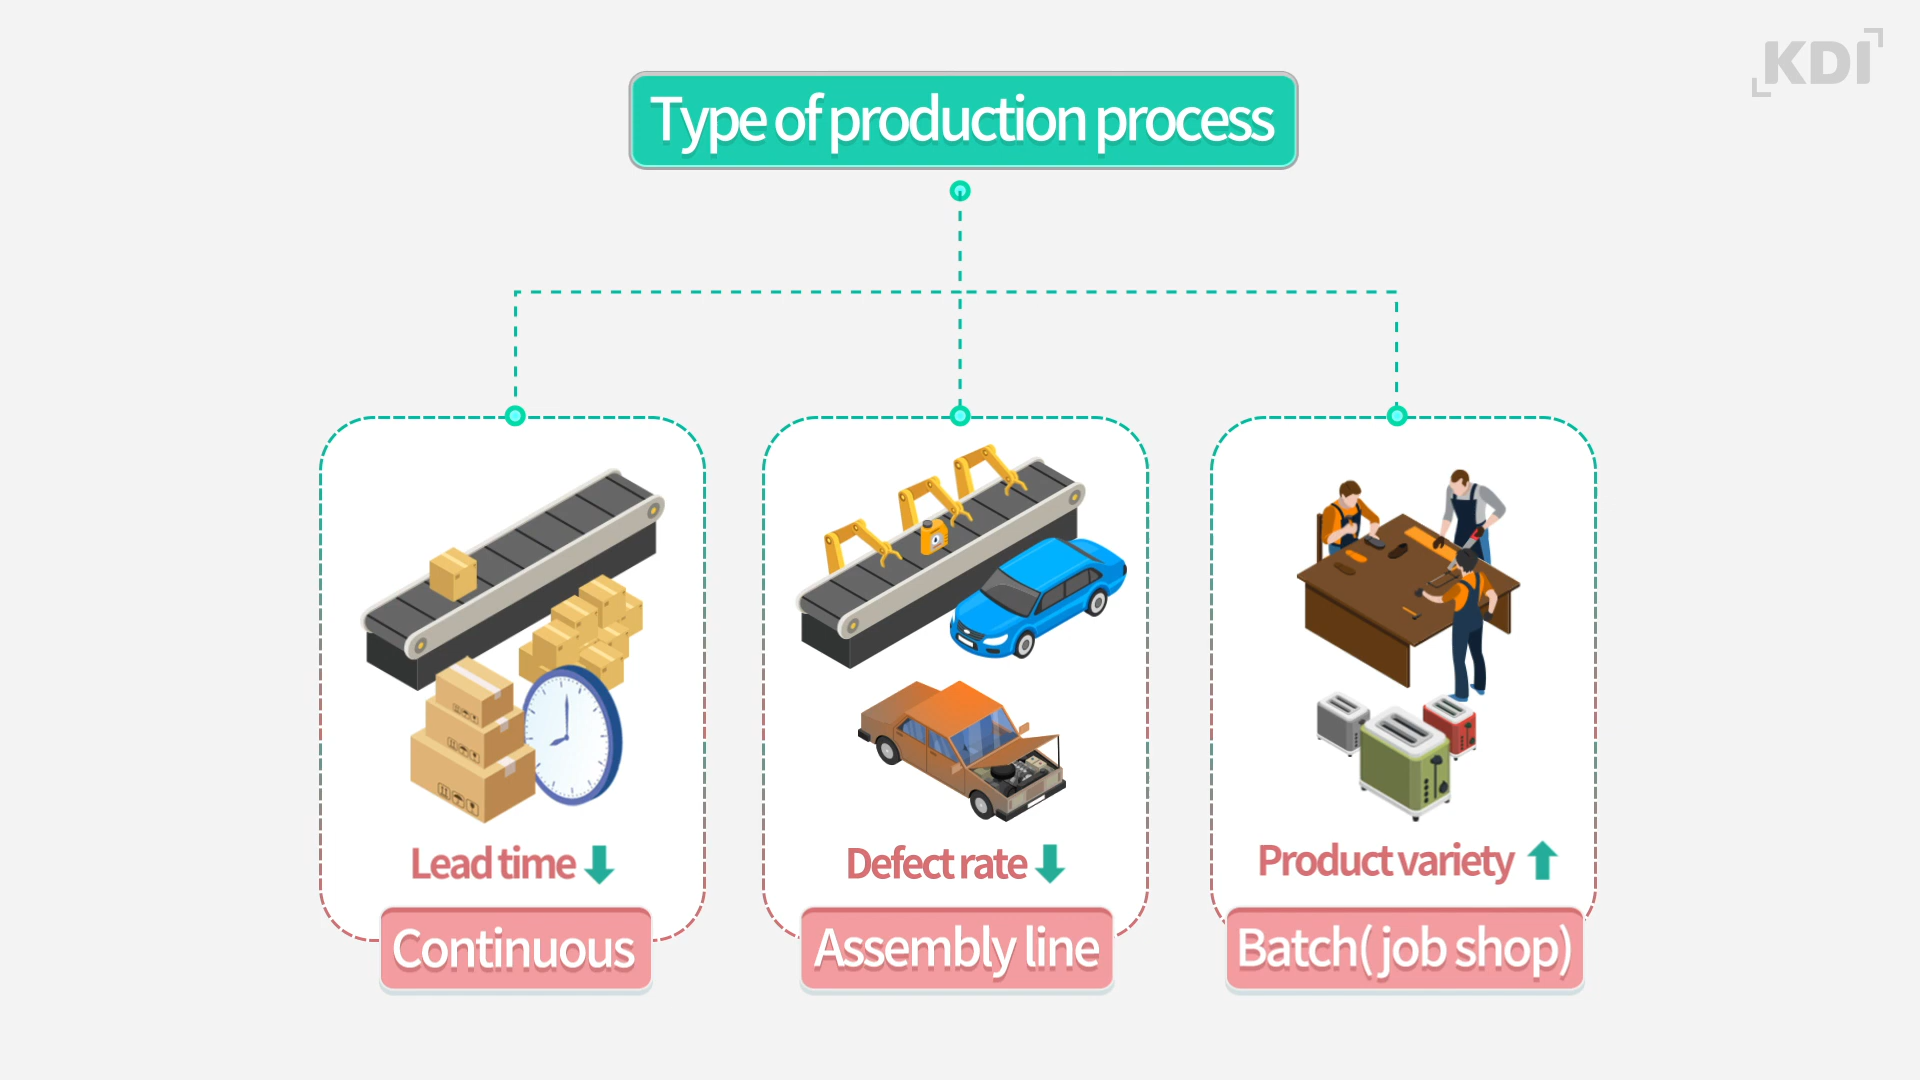 KDI
Type of production process
Lead time
Defect rate
Product variety
Continuous
Assembly line
Batch( job shop)